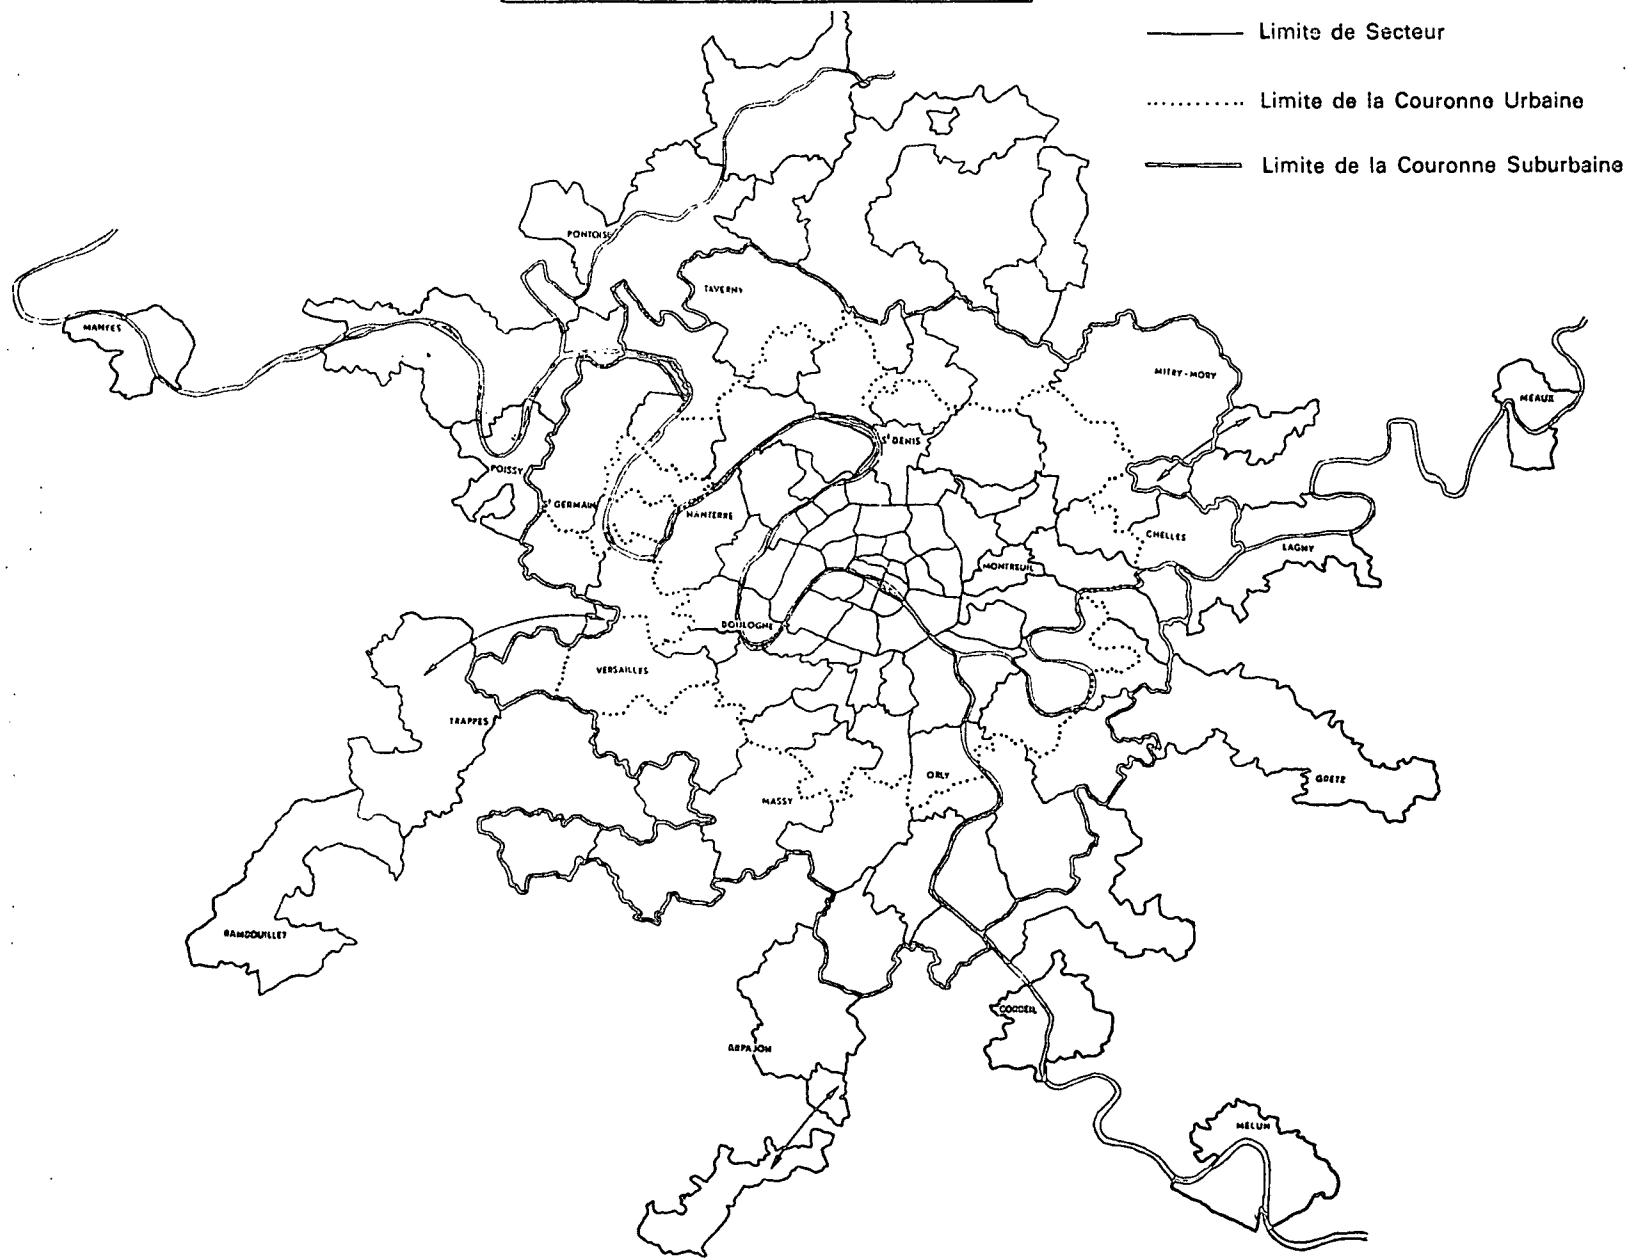 Limite de Secteur
Limite de la Couronne Urbaine
Limite de la Couronne Suburbaine
PONTOISE
TAVERNY
MANTES
MITRY-MORY
MEAUX
St DENIS
POISSY
St GERMAIN
NANTERRE
CHELLES
LAGNY
MONTREUIL
BOULOGNE
VERSAILLES
TRAPPES
ORLY
GRETZ
MASSY
RAMBOUILLET
CORBEIL
ARPAJON
MELUN